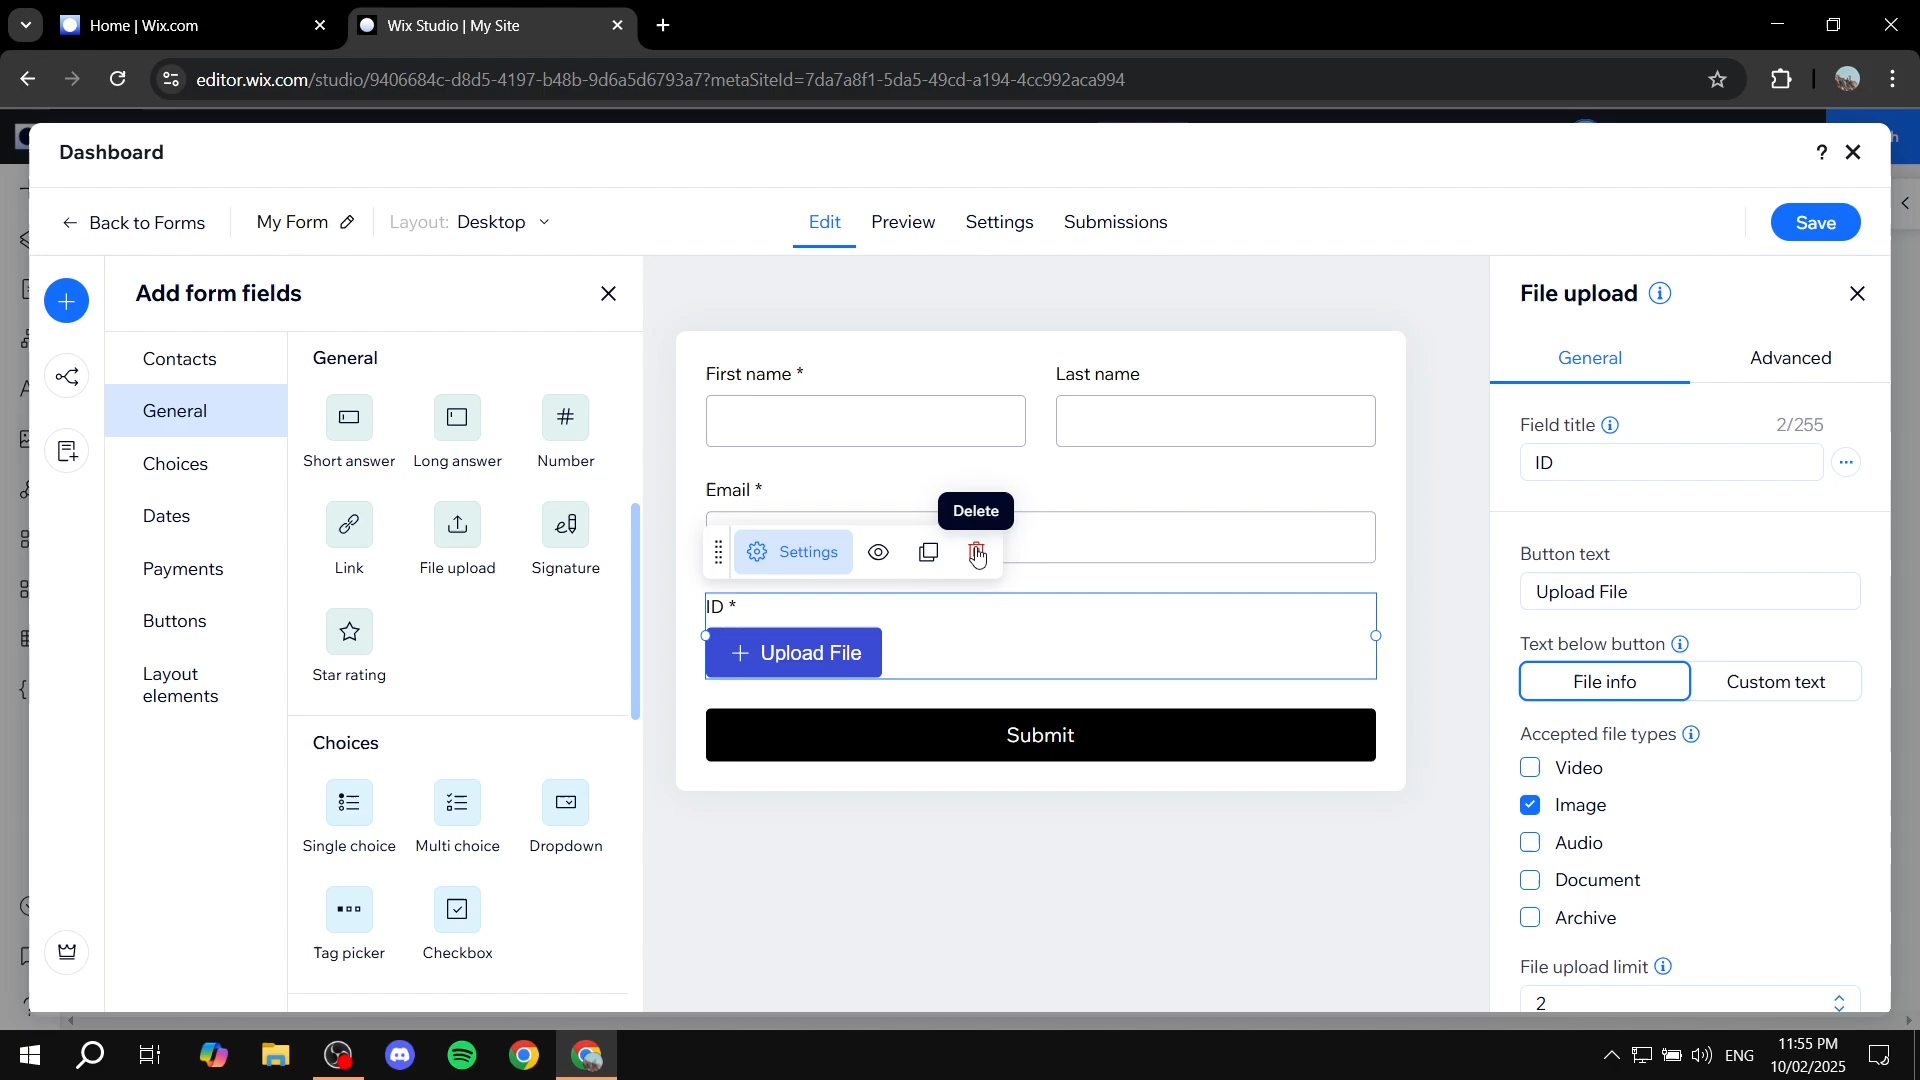 Home | Wix.com
Wix Studio | My Site
editor.wix.com/studio/9406684c-d8d5-4197-b48b-9d6a5d6793a7?metaSiteId=7da7a8f1-5da5-49cd-a194-4cc992aca994
Dashboard
?
Back to Forms
My Form
Layout: Desktop
Edit
Preview
Settings
Submissions
Save
Add form fields
Contacts
General
Choices
Dates
Payments
Buttons
Layout
elements
General
Short answer
Long answer
Number
Link
File upload
Signature
Star rating
Choices
Single choice
Multi choice
Dropdown
Tag picker
Checkbox
First name *
Last name
Email *
Delete
Settings
ID *
+ Upload File
Submit
File upload
General
Advanced
Field title
2/255
ID
Button text
Upload File
Text below button
File info
Custom text
Accepted file types
Video
Image
Audio
Document
Archive
File upload limit
2
ENG
11:55 PM
10/02/2025